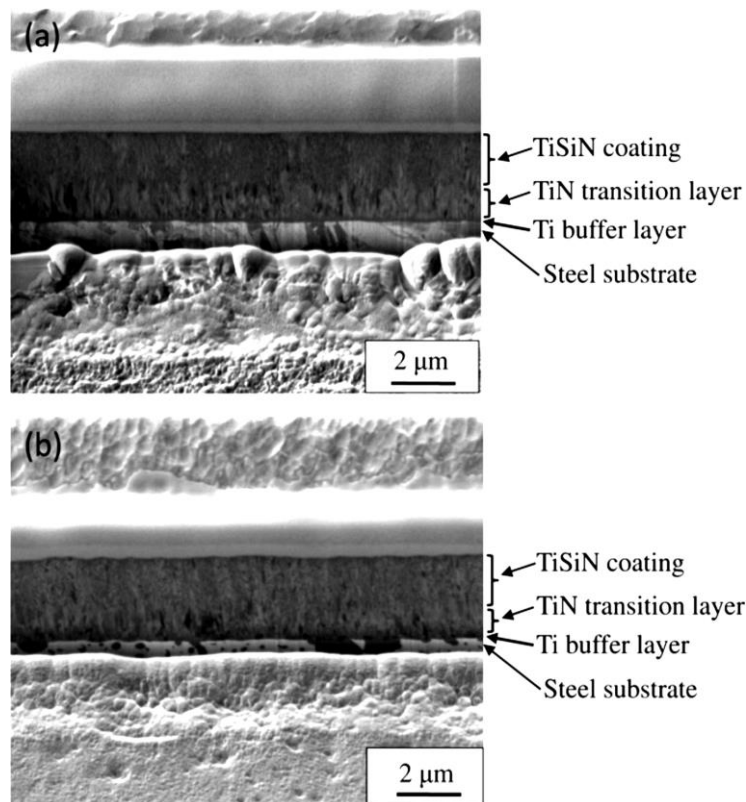 (a)
TiSiN coating
TiN transition layer
Ti buffer layer
Steel substrate
2 μm
(b)
TiSiN coating
TiN transition layer
Ti buffer layer
Steel substrate
2 μm